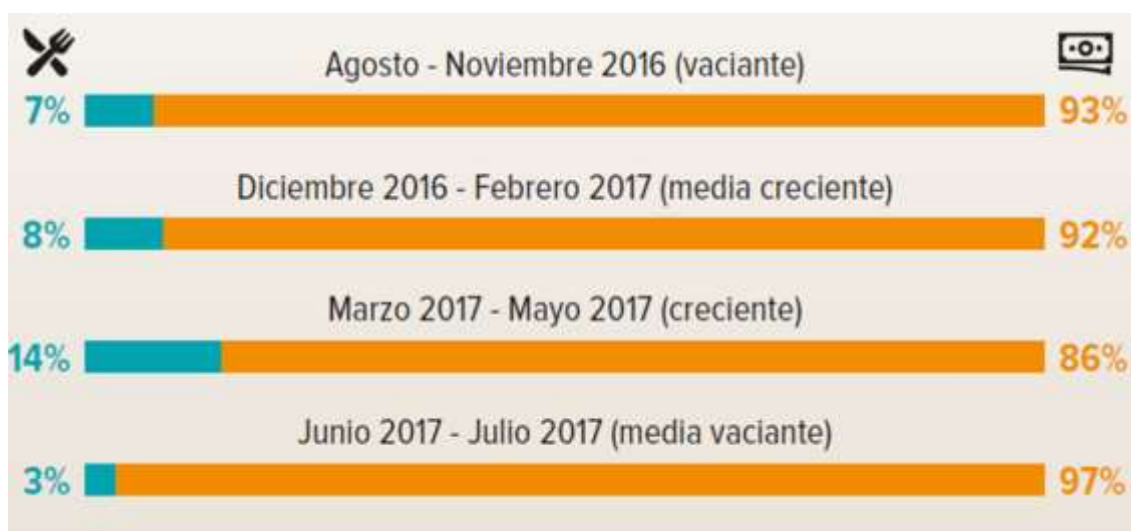 Agosto - Noviembre 2016 (vaciante)
7% 93%
Diciembre 2016 - Febrero 2017 (media creciente)
8% 92%
Marzo 2017 - Mayo 2017 (creciente)
14% 86%
Junio 2017 - Julio 2017 (media vaciante)
3% 97%